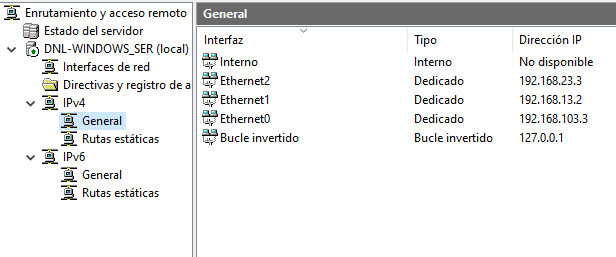 Enrutamiento y acceso remoto
Estado del servidor
DNL-WINDOWS_SER (local)
Interfaces de red
Directivas y registro de a
IPv4
General
Rutas estáticas
IPv6
General
Rutas estáticas
General
Interfaz Tipo Dirección IP
Interno Interno No disponible
Ethernet2 Dedicado 192.168.23.3
Ethernet1 Dedicado 192.168.13.2
Ethernet0 Dedicado 192.168.103.3
Bucle invertido Bucle invertido 127.0.0.1